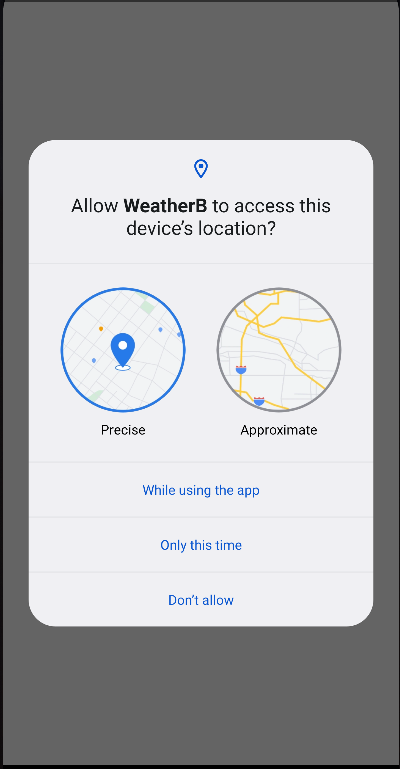 Allow WeatherB to access this
device’s location?
Precise
Approximate
While using the app
Only this time
Don’t allow